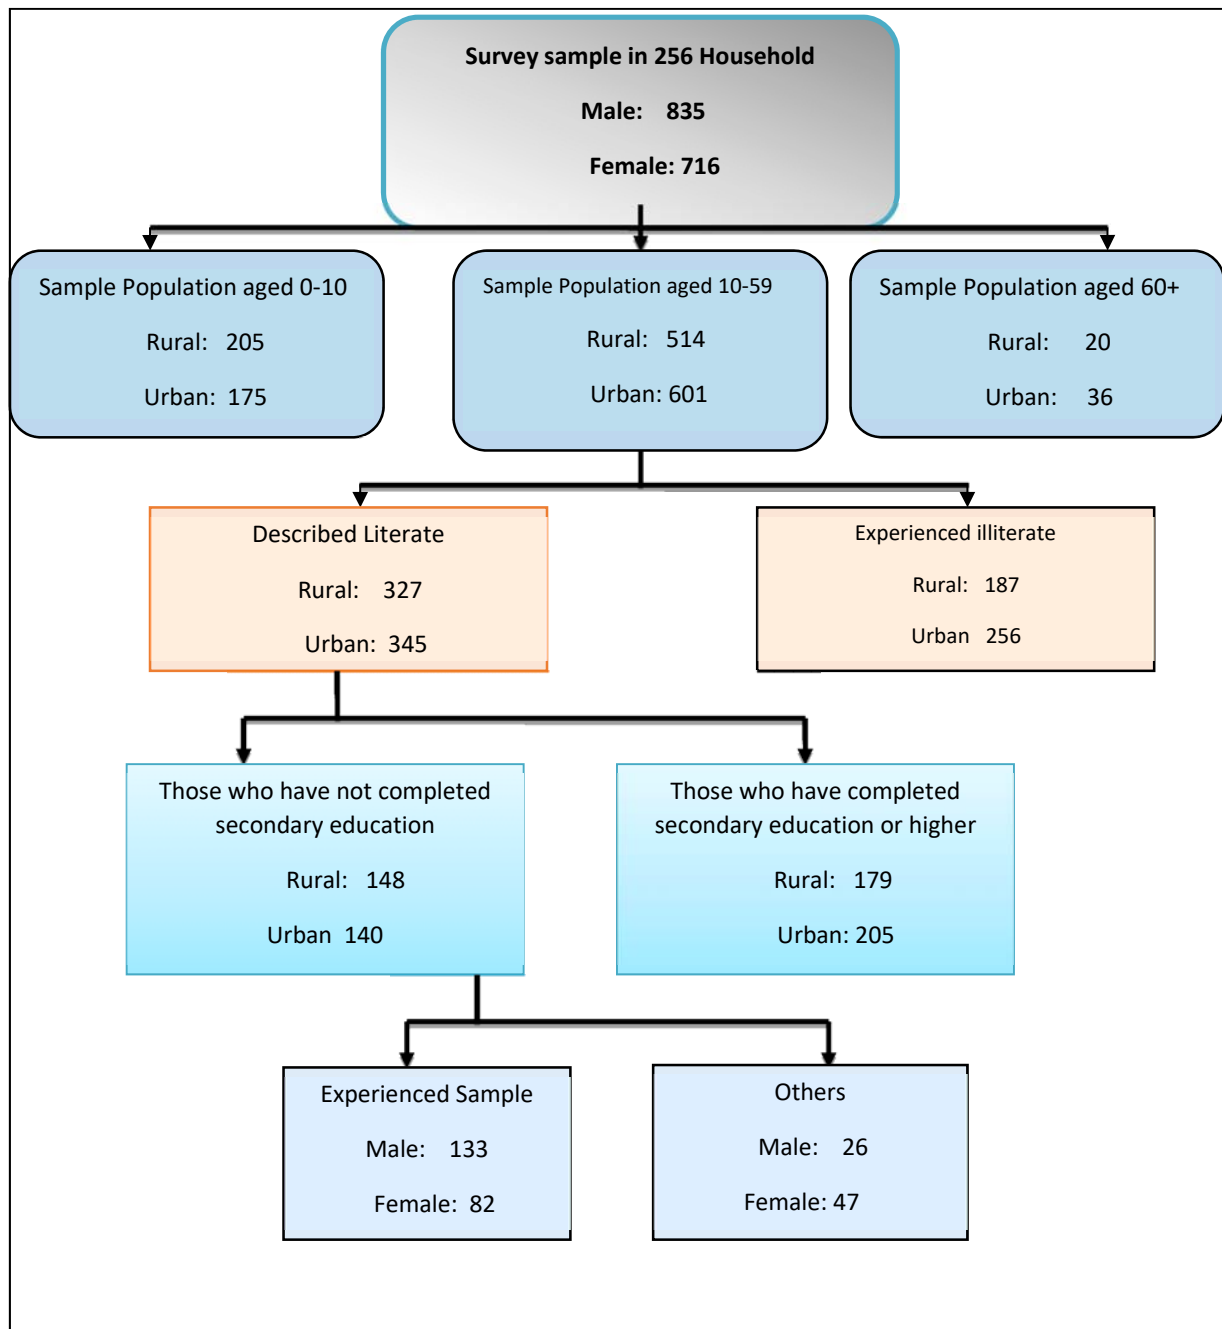 Survey sample in 256 Household
Male: 835
Female: 716
Sample Population aged 0-10
Rural: 205
Urban: 175
Sample Population aged 10-59
Rural: 514
Urban: 601
Sample Population aged 60+
Rural: 20
Urban: 36
Described Literate
Rural: 327
Urban: 345
Experienced illiterate
Rural: 187
Urban 256
Those who have not completed
secondary education
Rural: 148
Urban 140
Those who have completed
secondary education or higher
Rural: 179
Urban: 205
Experienced Sample
Male: 133
Female: 82
Others
Male: 26
Female: 47